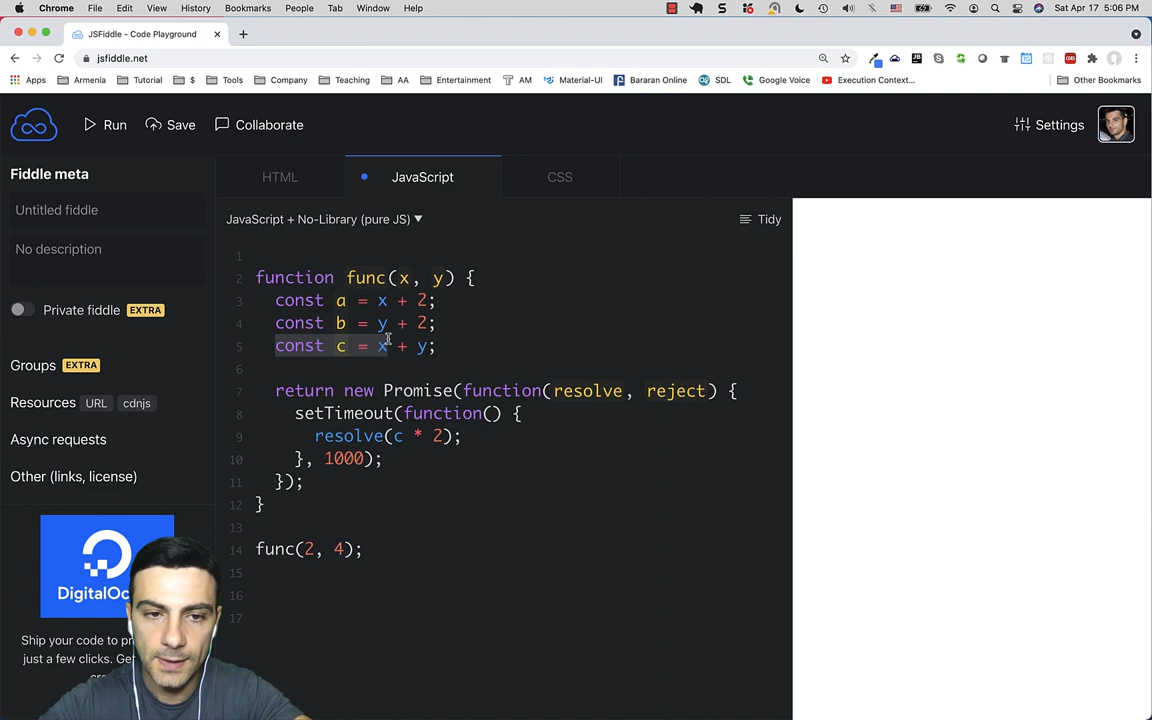 Chrome File Edit View History Bookmarks People Tab Window Help Sat Apr 17 5:06 PM
JSFiddle - Code Playground
jsfiddle.net
Apps Armenia Tutorial $ Tools Company Teaching AA Entertainment AM Material-UI Bararan Online SDL Google Voice Execution Context... Other Bookmarks
Run Save Collaborate Settings
Fiddle meta
HTML JavaScript CSS
Untitled fiddle
JavaScript + No-Library (pure JS) Tidy
No description
1
2 function func(x, y) {
3 const a = x + 2;
4 const b = y + 2;
5 const c = x + y;
6
7 return new Promise(function(resolve, reject) {
8 setTimeout(function() {
9 resolve(c * 2);
10 }, 1000);
11 });
12 }
13
14 func(2, 4);
15
16
17
Private fiddle EXTRA
Groups EXTRA
Resources URL cdnjs
Async requests
Other (links, license)
DigitalOc
Ship your code to pr
just a few clicks. Get